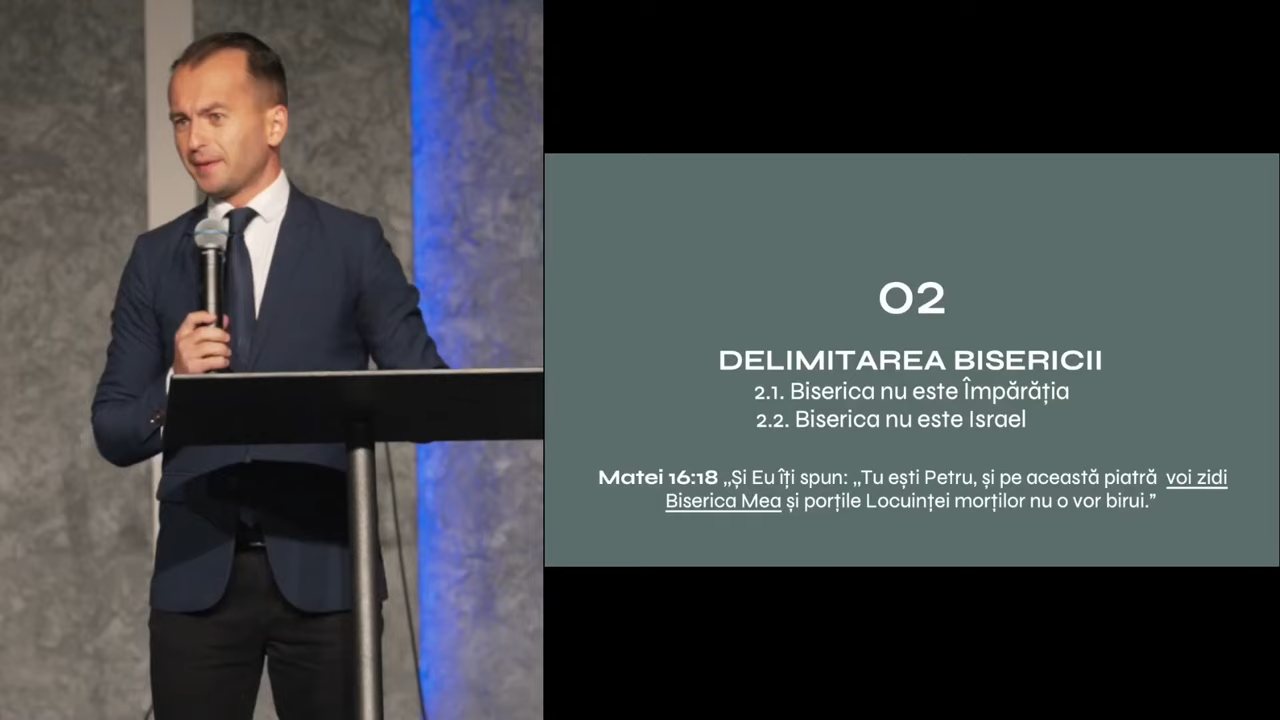 02
DELIMITAREA BISERICII
2.1. Biserica nu este Împărăția
2.2. Biserica nu este Israel
Matei 16:18 „Și Eu îți spun: „Tu ești Petru, și pe această piatră voi zidi
Biserica Mea și porțile Locuinței morților nu o vor birui.”